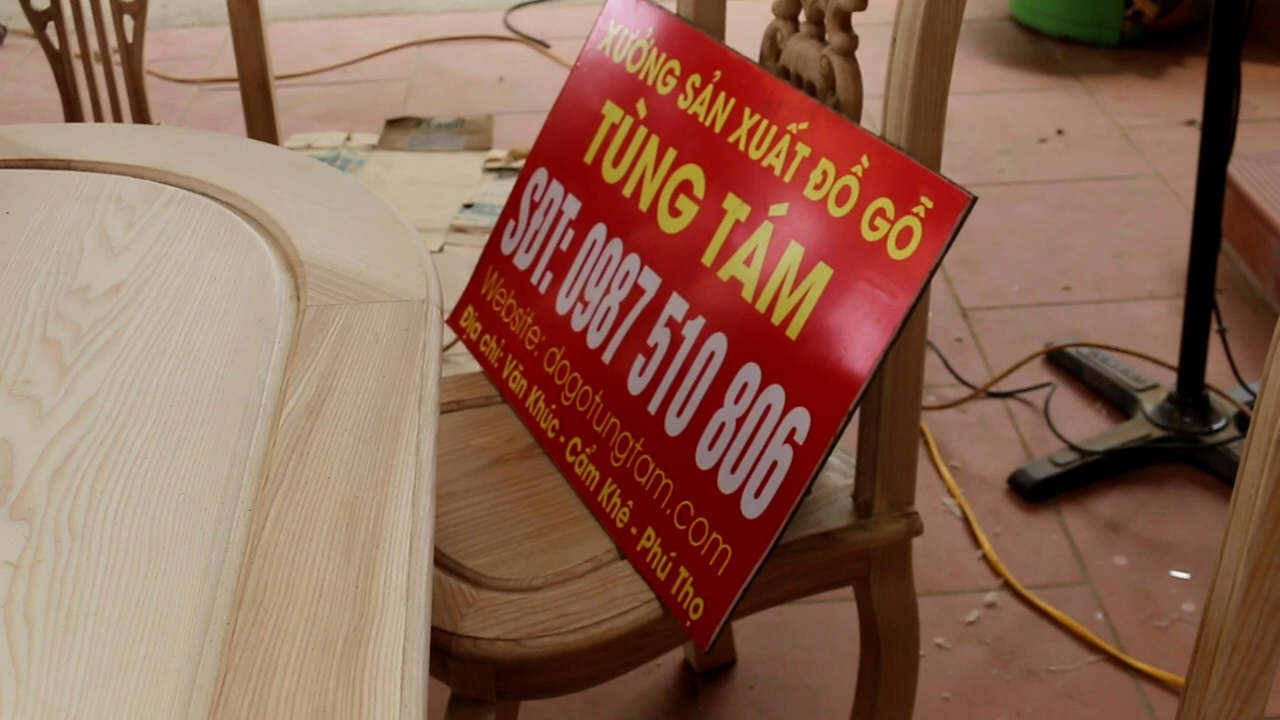 XƯỞNG SẢN XUẤT ĐỒ GỖ
TÙNG TÁM
SĐT: 0987 510 806
Website: dogotungtam.com
Địa chỉ: Văn Khúc - Cẩm Khê - Phú Thọ